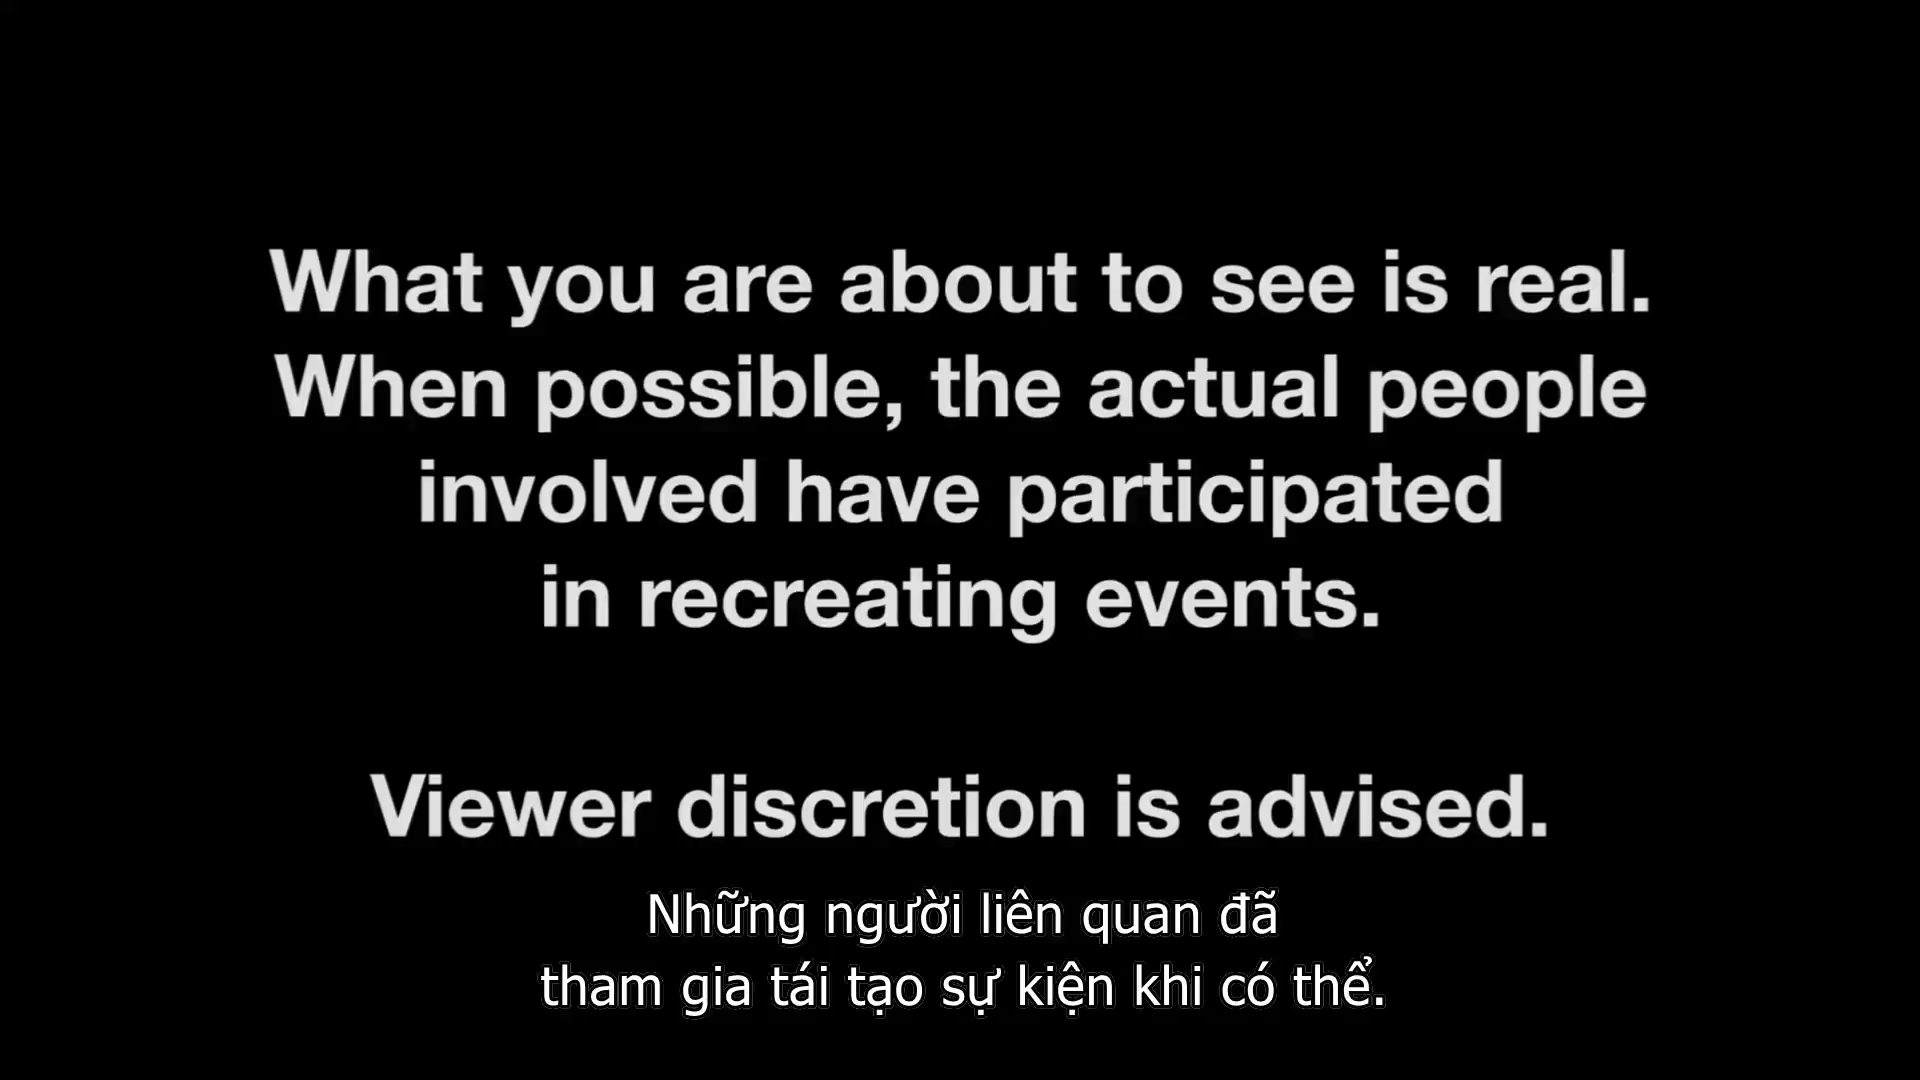 What you are about to see is real.
When possible, the actual people
involved have participated
in recreating events.
Viewer discretion is advised.
Những người liên quan đã
tham gia tái tạo sự kiện khi có thể.